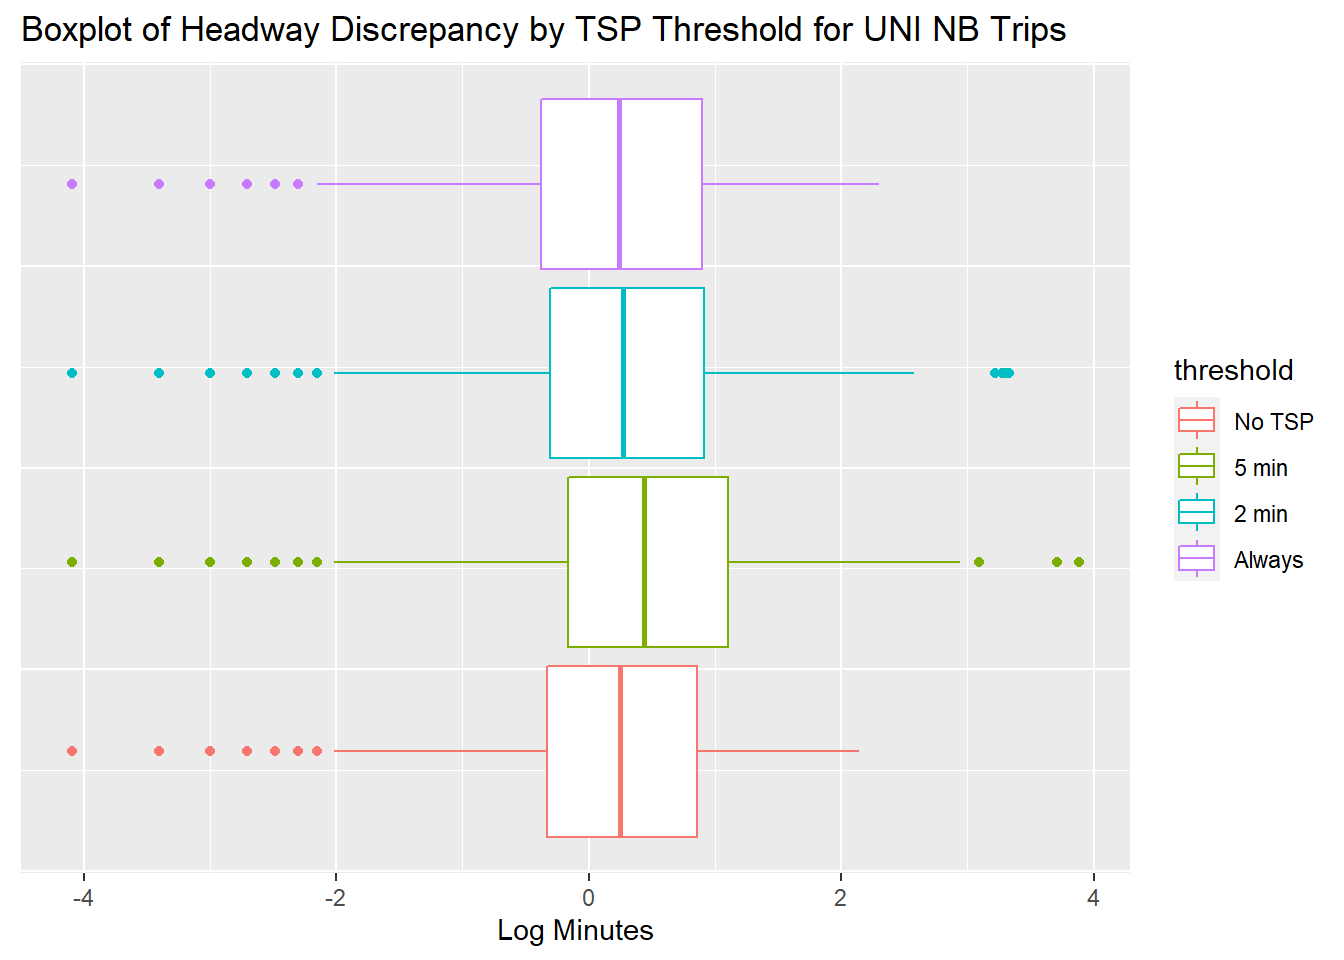 Boxplot of Headway Discrepancy by TSP Threshold for UNI NB Trips
threshold
No TSP
5 min
2 min
Always
-4 -2 0 2 4
Log Minutes